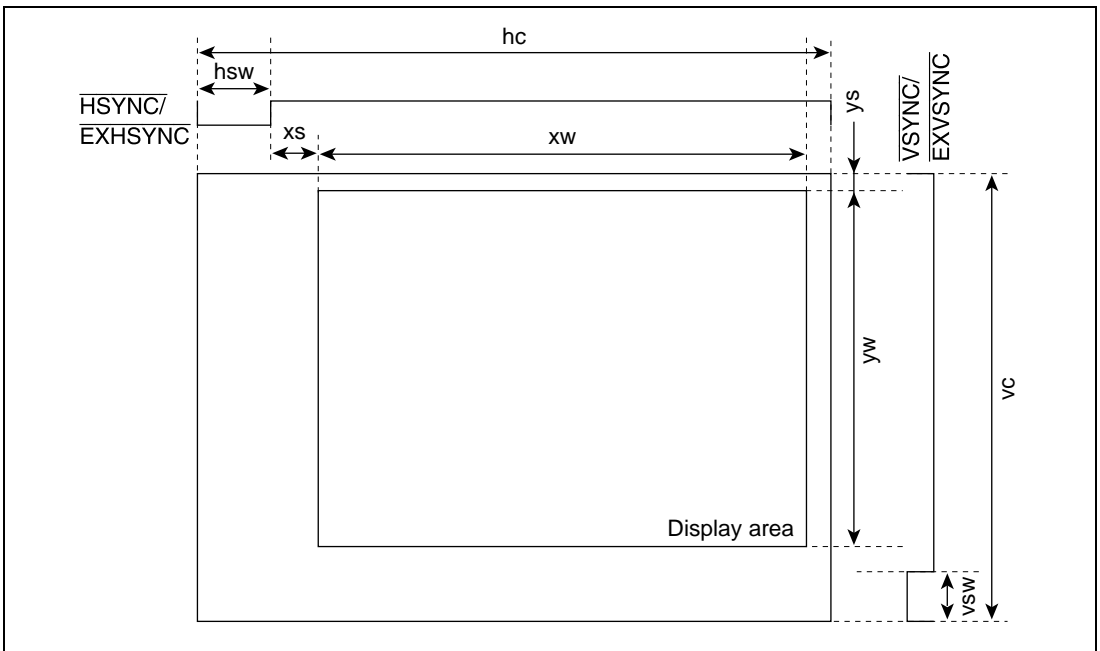 hc
hsw
HSYNC/
EXHSYNC
xs
xw
ys
VSYNC/
EXVSYNC
yw
vc
Display area
vsw